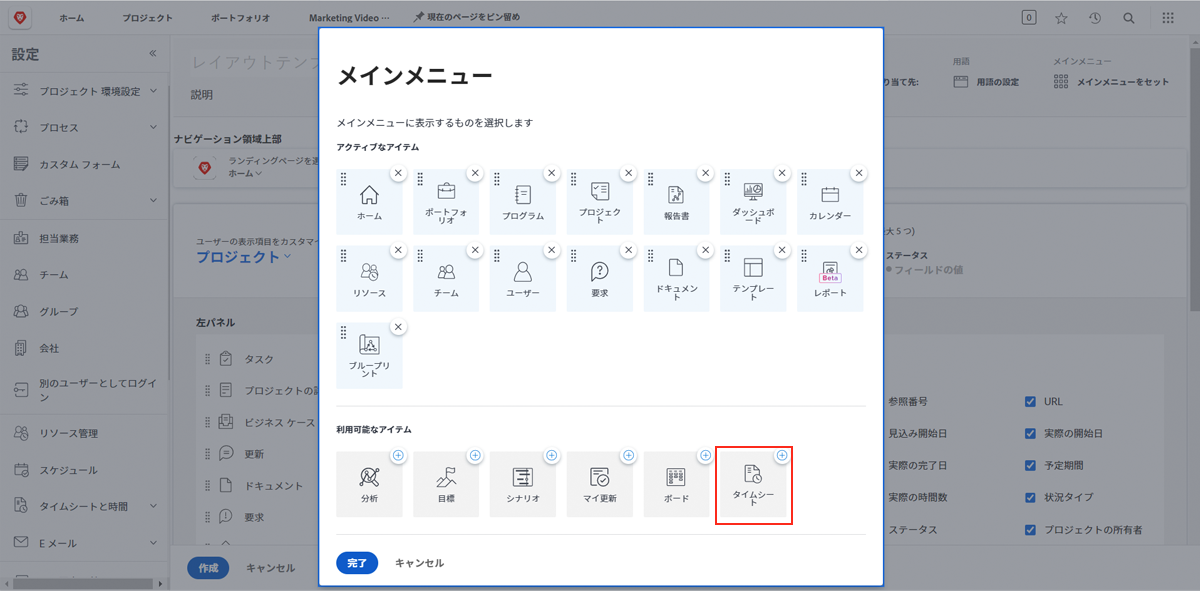 ホーム プロジェクト ポートフォリオ Marketing Video ··· 現在のページをピン留め 0
設定
プロジェクト 環境設定
プロセス
カスタム フォーム
ごみ箱
担当業務
チーム
グループ
会社
別のユーザーとしてログイ
ン
リソース管理
スケジュール
タイムシートと時間
E メール
レイアウトテンプ
説明
ナビゲーション領域上部
ランディングページを選
ホーム
ユーザーの表示項目をカスタマイ
プロジェクト
左パネル
タスク
プロジェクトの詳
ビジネス ケース
更新
ドキュメント
要求
作成 キャンセル
メインメニュー
メインメニューに表示するものを選択します
アクティブなアイテム
ホーム
ポートフォ
リオ
プログラム
プロジェク
ト
報告書
ダッシュボ
ード
カレンダー
リソース
チーム
ユーザー
要求
ドキュメン
ト
テンプレー
ト
Beta
レポート
ブループリ
ント
利用可能なアイテム
分析
目標
シナリオ
マイ更新
ボード
タイムシー
ト
完了 キャンセル
り当て先:
用語
用語の設定
メインメニュー
メインメニューをセット
大 5 つ)
ステータス
フィールドの値
参照番号 URL
見込み開始日 実際の開始日
実際の完了日 予定期間
実際の時間数 状況タイプ
ステータス プロジェクトの所有者